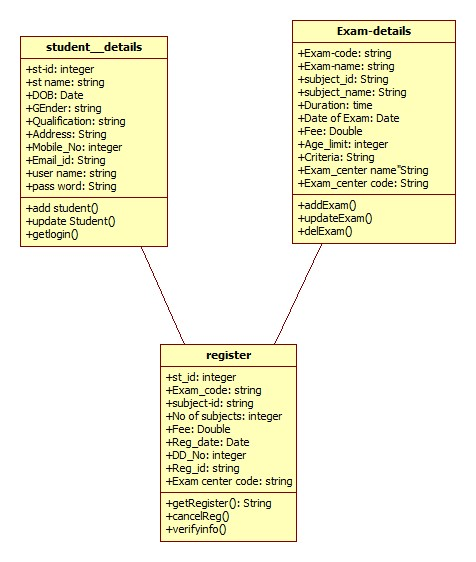 student__details
+st-id: integer
+st name: string
+DOB: Date
+GEnder: string
+Qualification: string
+Address: String
+Mobile_No: integer
+Email_id: String
+user name: string
+pass word: String
+add student()
+update Student()
+getlogin()
Exam-details
+Exam-code: string
+Exam-name: string
+subject_id: String
+subject_name: String
+Duration: time
+Date of Exam: Date
+Fee: Double
+Age_limit: integer
+Criteria: String
+Exam_center name"String
+Exam_center code: String
+addExam()
+updateExam()
+delExam()
register
+st_id: integer
+Exam_code: string
+subject-id: string
+No of subjects: integer
+Fee: Double
+Reg_date: Date
+DD_No: integer
+Reg_id: string
+Exam center code: string
+getRegister(): String
+cancelReg()
+verifyinfo()